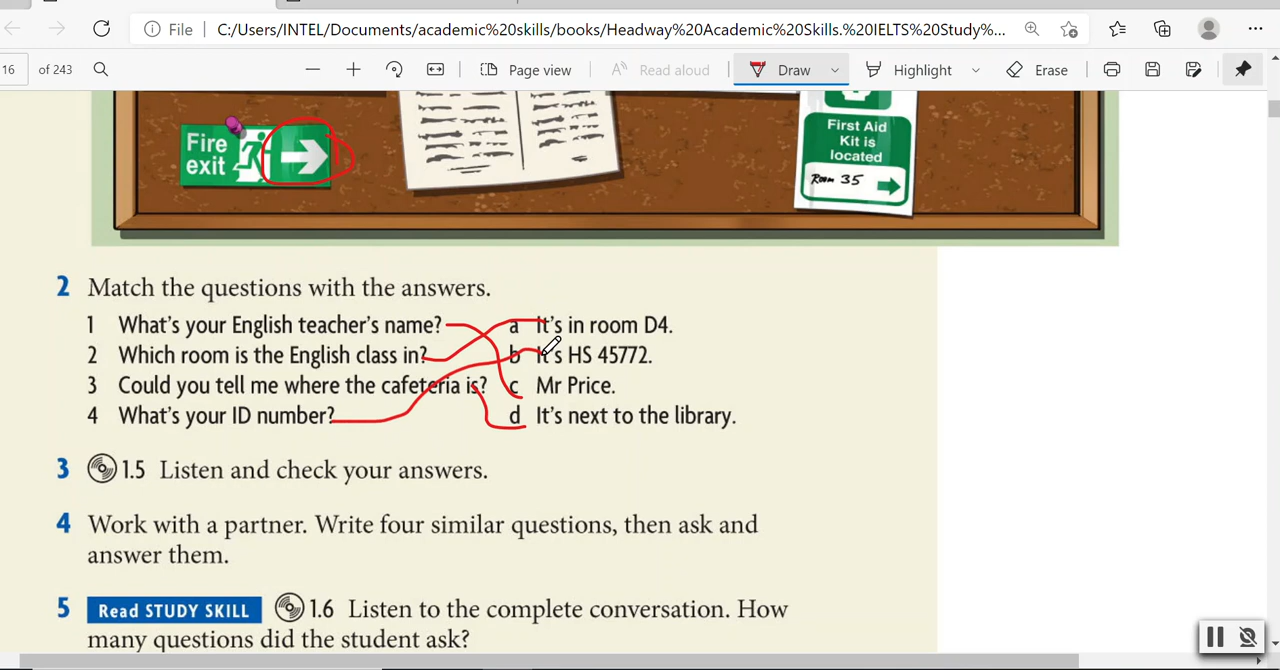 File C:/Users/INTEL/Documents/academic%20skills/books/Headway%20Academic%20Skills.%20IELTS%20Study%...
16 of 243 Page view Read aloud Draw Highlight Erase
Fire
exit
First Aid
Kit is
located
Room 35
2 Match the questions with the answers.
1 What's your English teacher's name? a It's in room D4.
2 Which room is the English class in? b It's HS 45772.
3 Could you tell me where the cafeteria is? c Mr Price.
4 What's your ID number? d It's next to the library.
3 1.5 Listen and check your answers.
4 Work with a partner. Write four similar questions, then ask and
answer them.
5 Read STUDY SKILL 1.6 Listen to the complete conversation. How
many questions did the student ask?